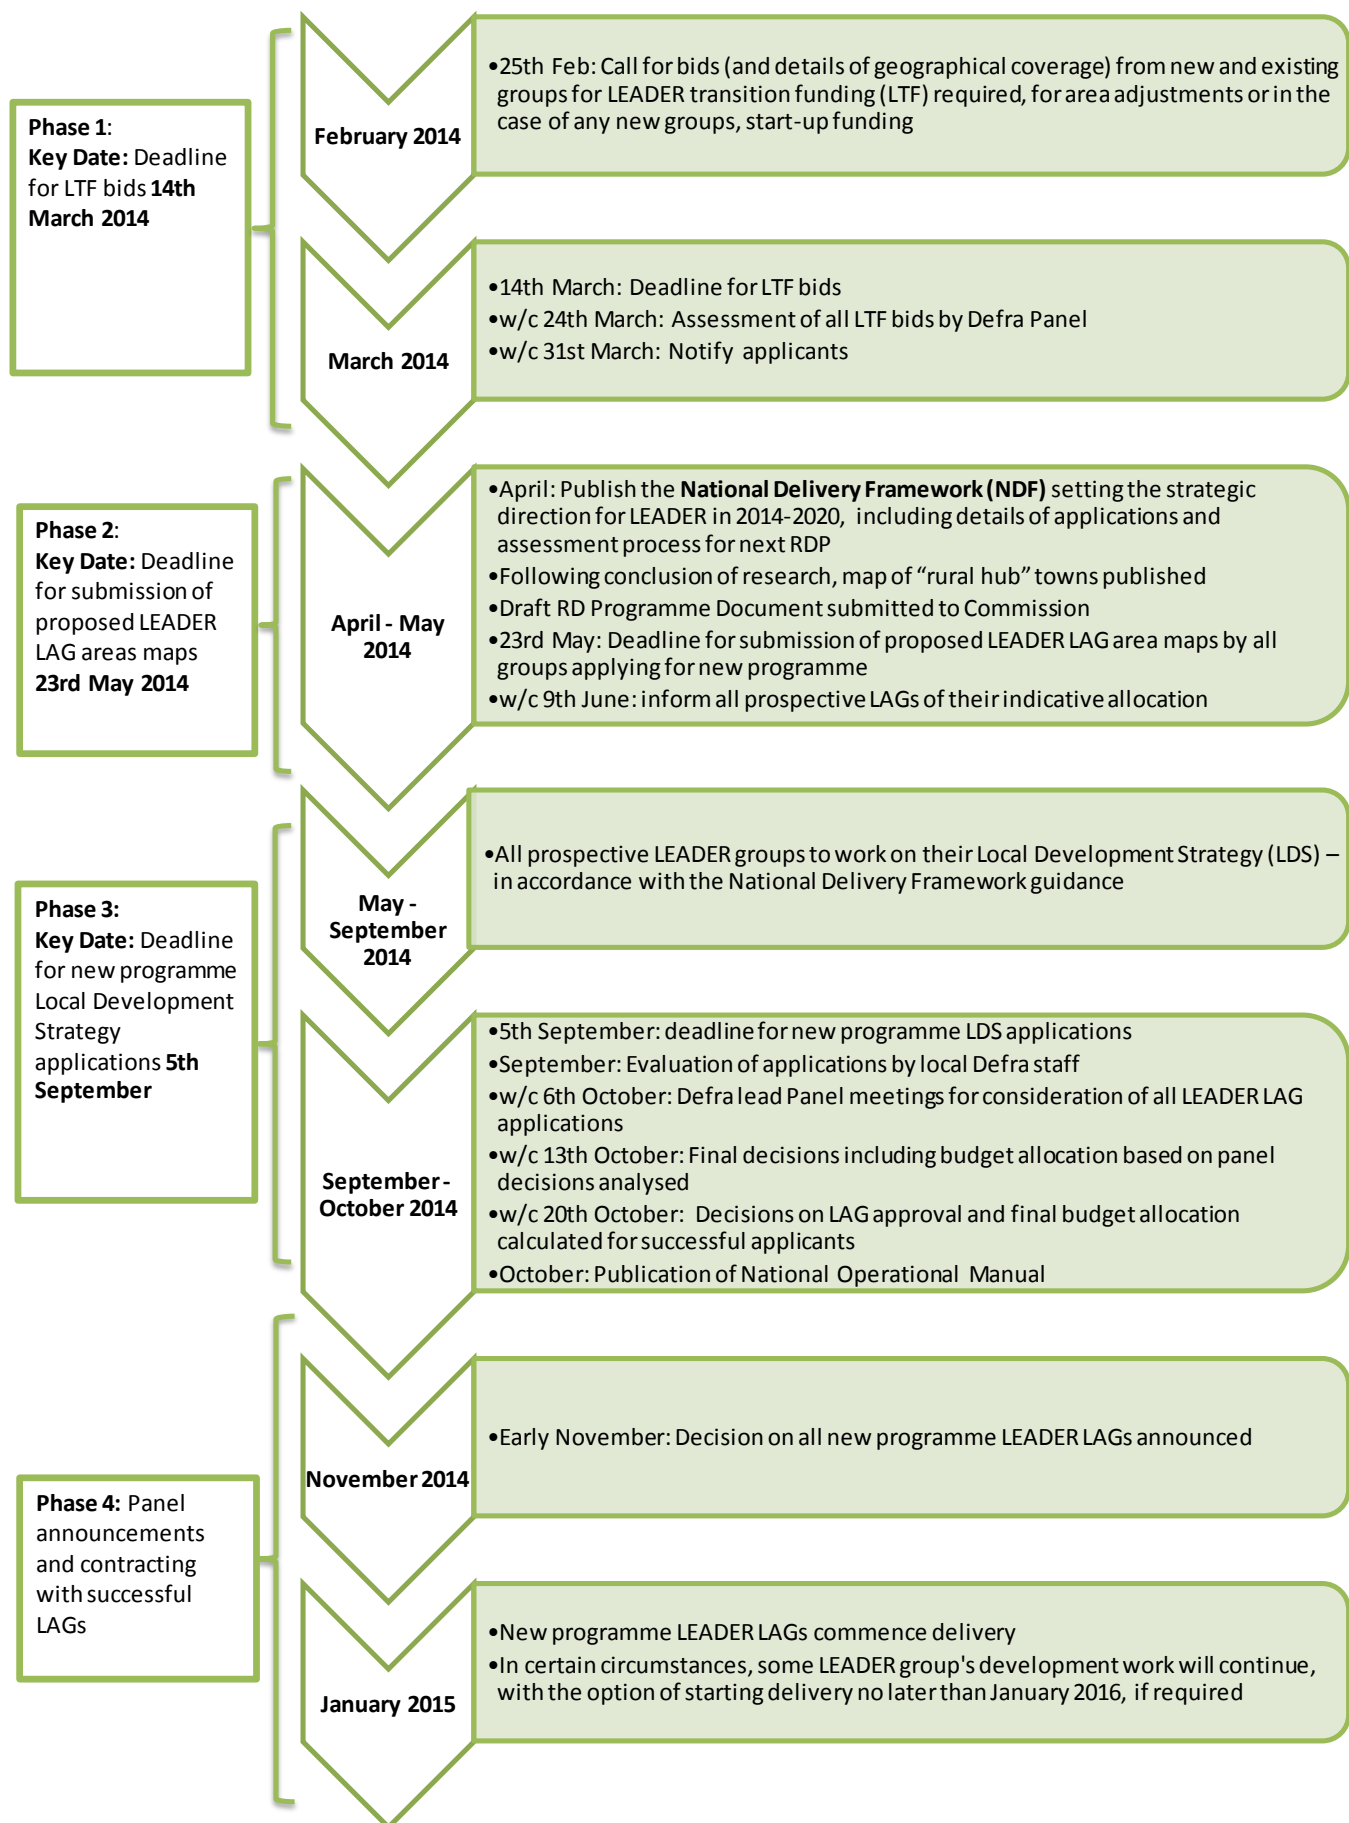 Phase 1:
Key Date: Deadline
for LTF bids 14th
March 2014
February 2014
•25th Feb: Call for bids (and details of geographical coverage) from new and existing
groups for LEADER transition funding (LTF) required, for area adjustments or in the
case of any new groups, start-up funding
March 2014
•14th March: Deadline for LTF bids
•w/c 24th March: Assessment of all LTF bids by Defra Panel
•w/c 31st March: Notify applicants
Phase 2:
Key Date: Deadline
for submission of
proposed LEADER
LAG areas maps
23rd May 2014
April - May
2014
•April: Publish the National Delivery Framework (NDF) setting the strategic
direction for LEADER in 2014-2020, including details of applications and
assessment process for next RDP
•Following conclusion of research, map of “rural hub” towns published
•Draft RD Programme Document submitted to Commission
•23rd May: Deadline for submission of proposed LEADER LAG area maps by all
groups applying for new programme
•w/c 9th June: inform all prospective LAGs of their indicative allocation
Phase 3:
Key Date: Deadline
for new programme
Local Development
Strategy
applications 5th
September
May -
September
2014
•All prospective LEADER groups to work on their Local Development Strategy (LDS) –
in accordance with the National Delivery Framework guidance
September -
October 2014
•5th September: deadline for new programme LDS applications
•September: Evaluation of applications by local Defra staff
•w/c 6th October: Defra lead Panel meetings for consideration of all LEADER LAG
applications
•w/c 13th October: Final decisions including budget allocation based on panel
decisions analysed
•w/c 20th October: Decisions on LAG approval and final budget allocation
calculated for successful applicants
•October: Publication of National Operational Manual
Phase 4: Panel
announcements
and contracting
with successful
LAGs
November 2014
•Early November: Decision on all new programme LEADER LAGs announced
January 2015
•New programme LEADER LAGs commence delivery
•In certain circumstances, some LEADER group's development work will continue,
with the option of starting delivery no later than January 2016, if required